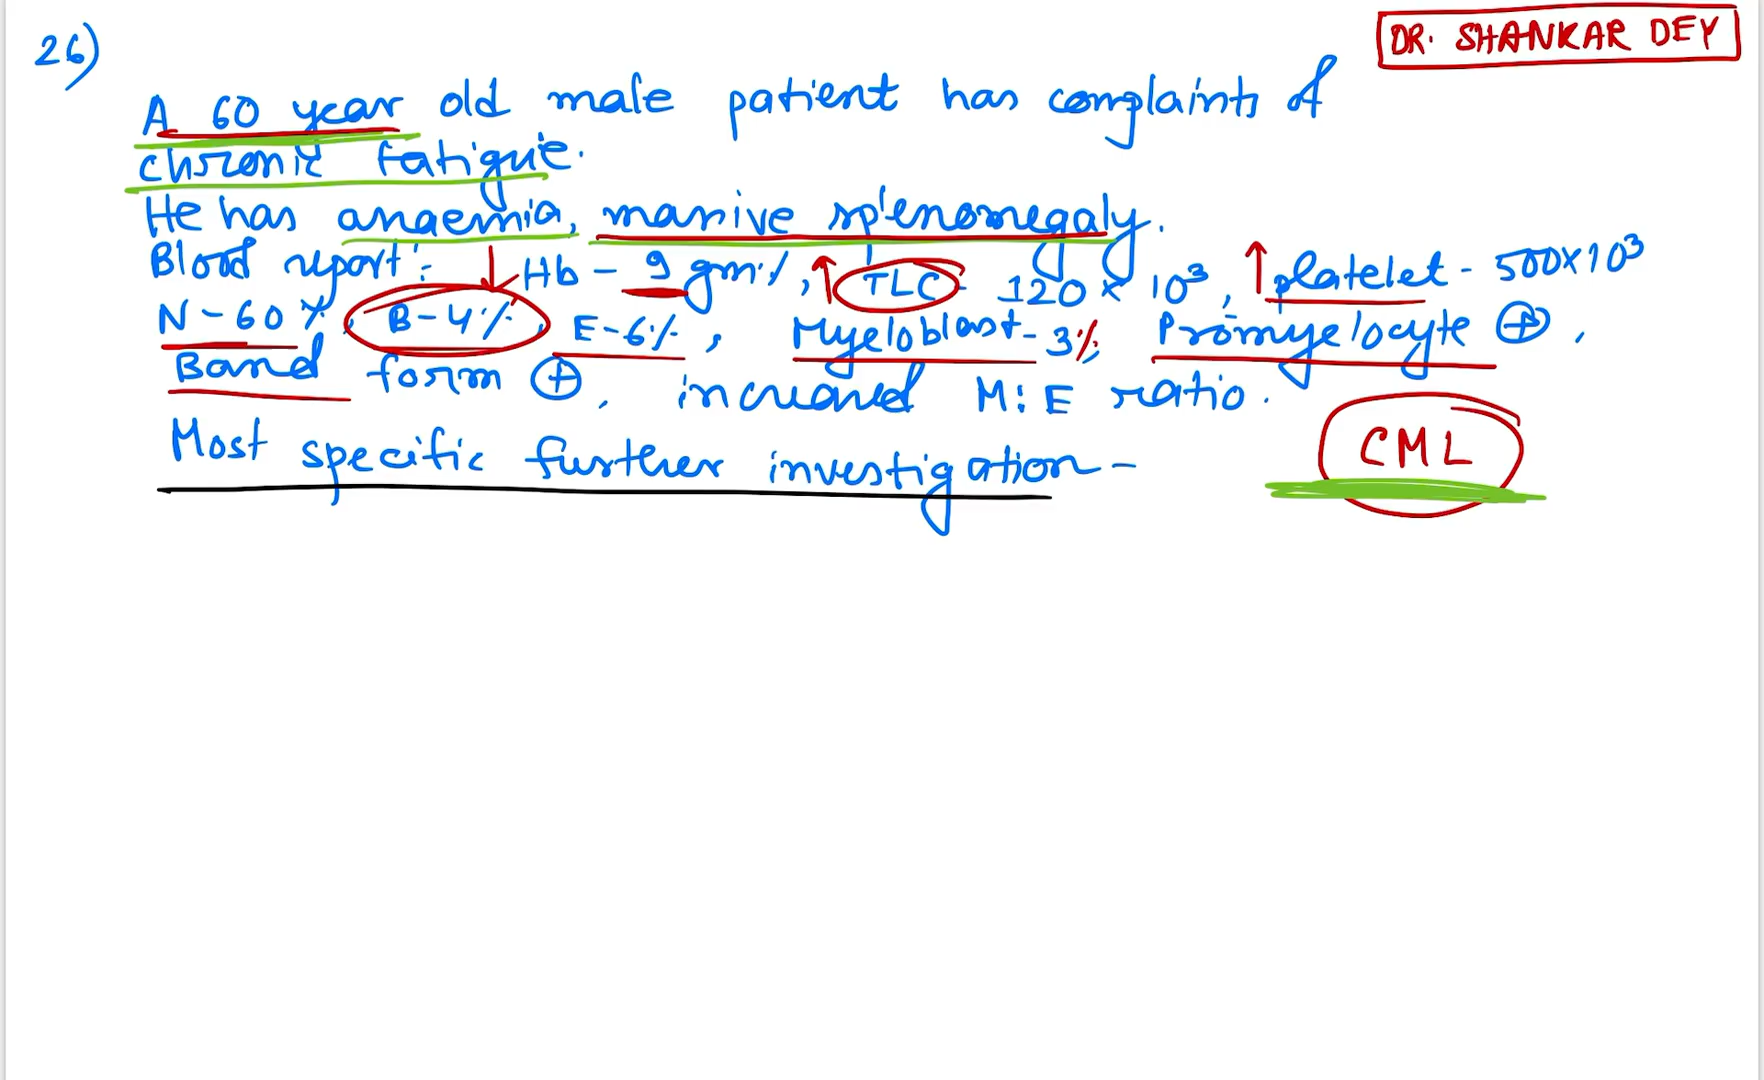 26)
DR. SHANKAR DEY
A 60 year old male patient has complaints of
chronic fatigue.
He has anaemia, massive splenomegaly.
Blood report: Hb - 9 gm%, TLC - 120 × 10³, platelet - 500×10³
N-60%, B-4%, E-6%, Myeloblast-3%, Promyelocyte ⊕,
Band form ⊕, increased M:E ratio.
CML
Most specific further investigation -